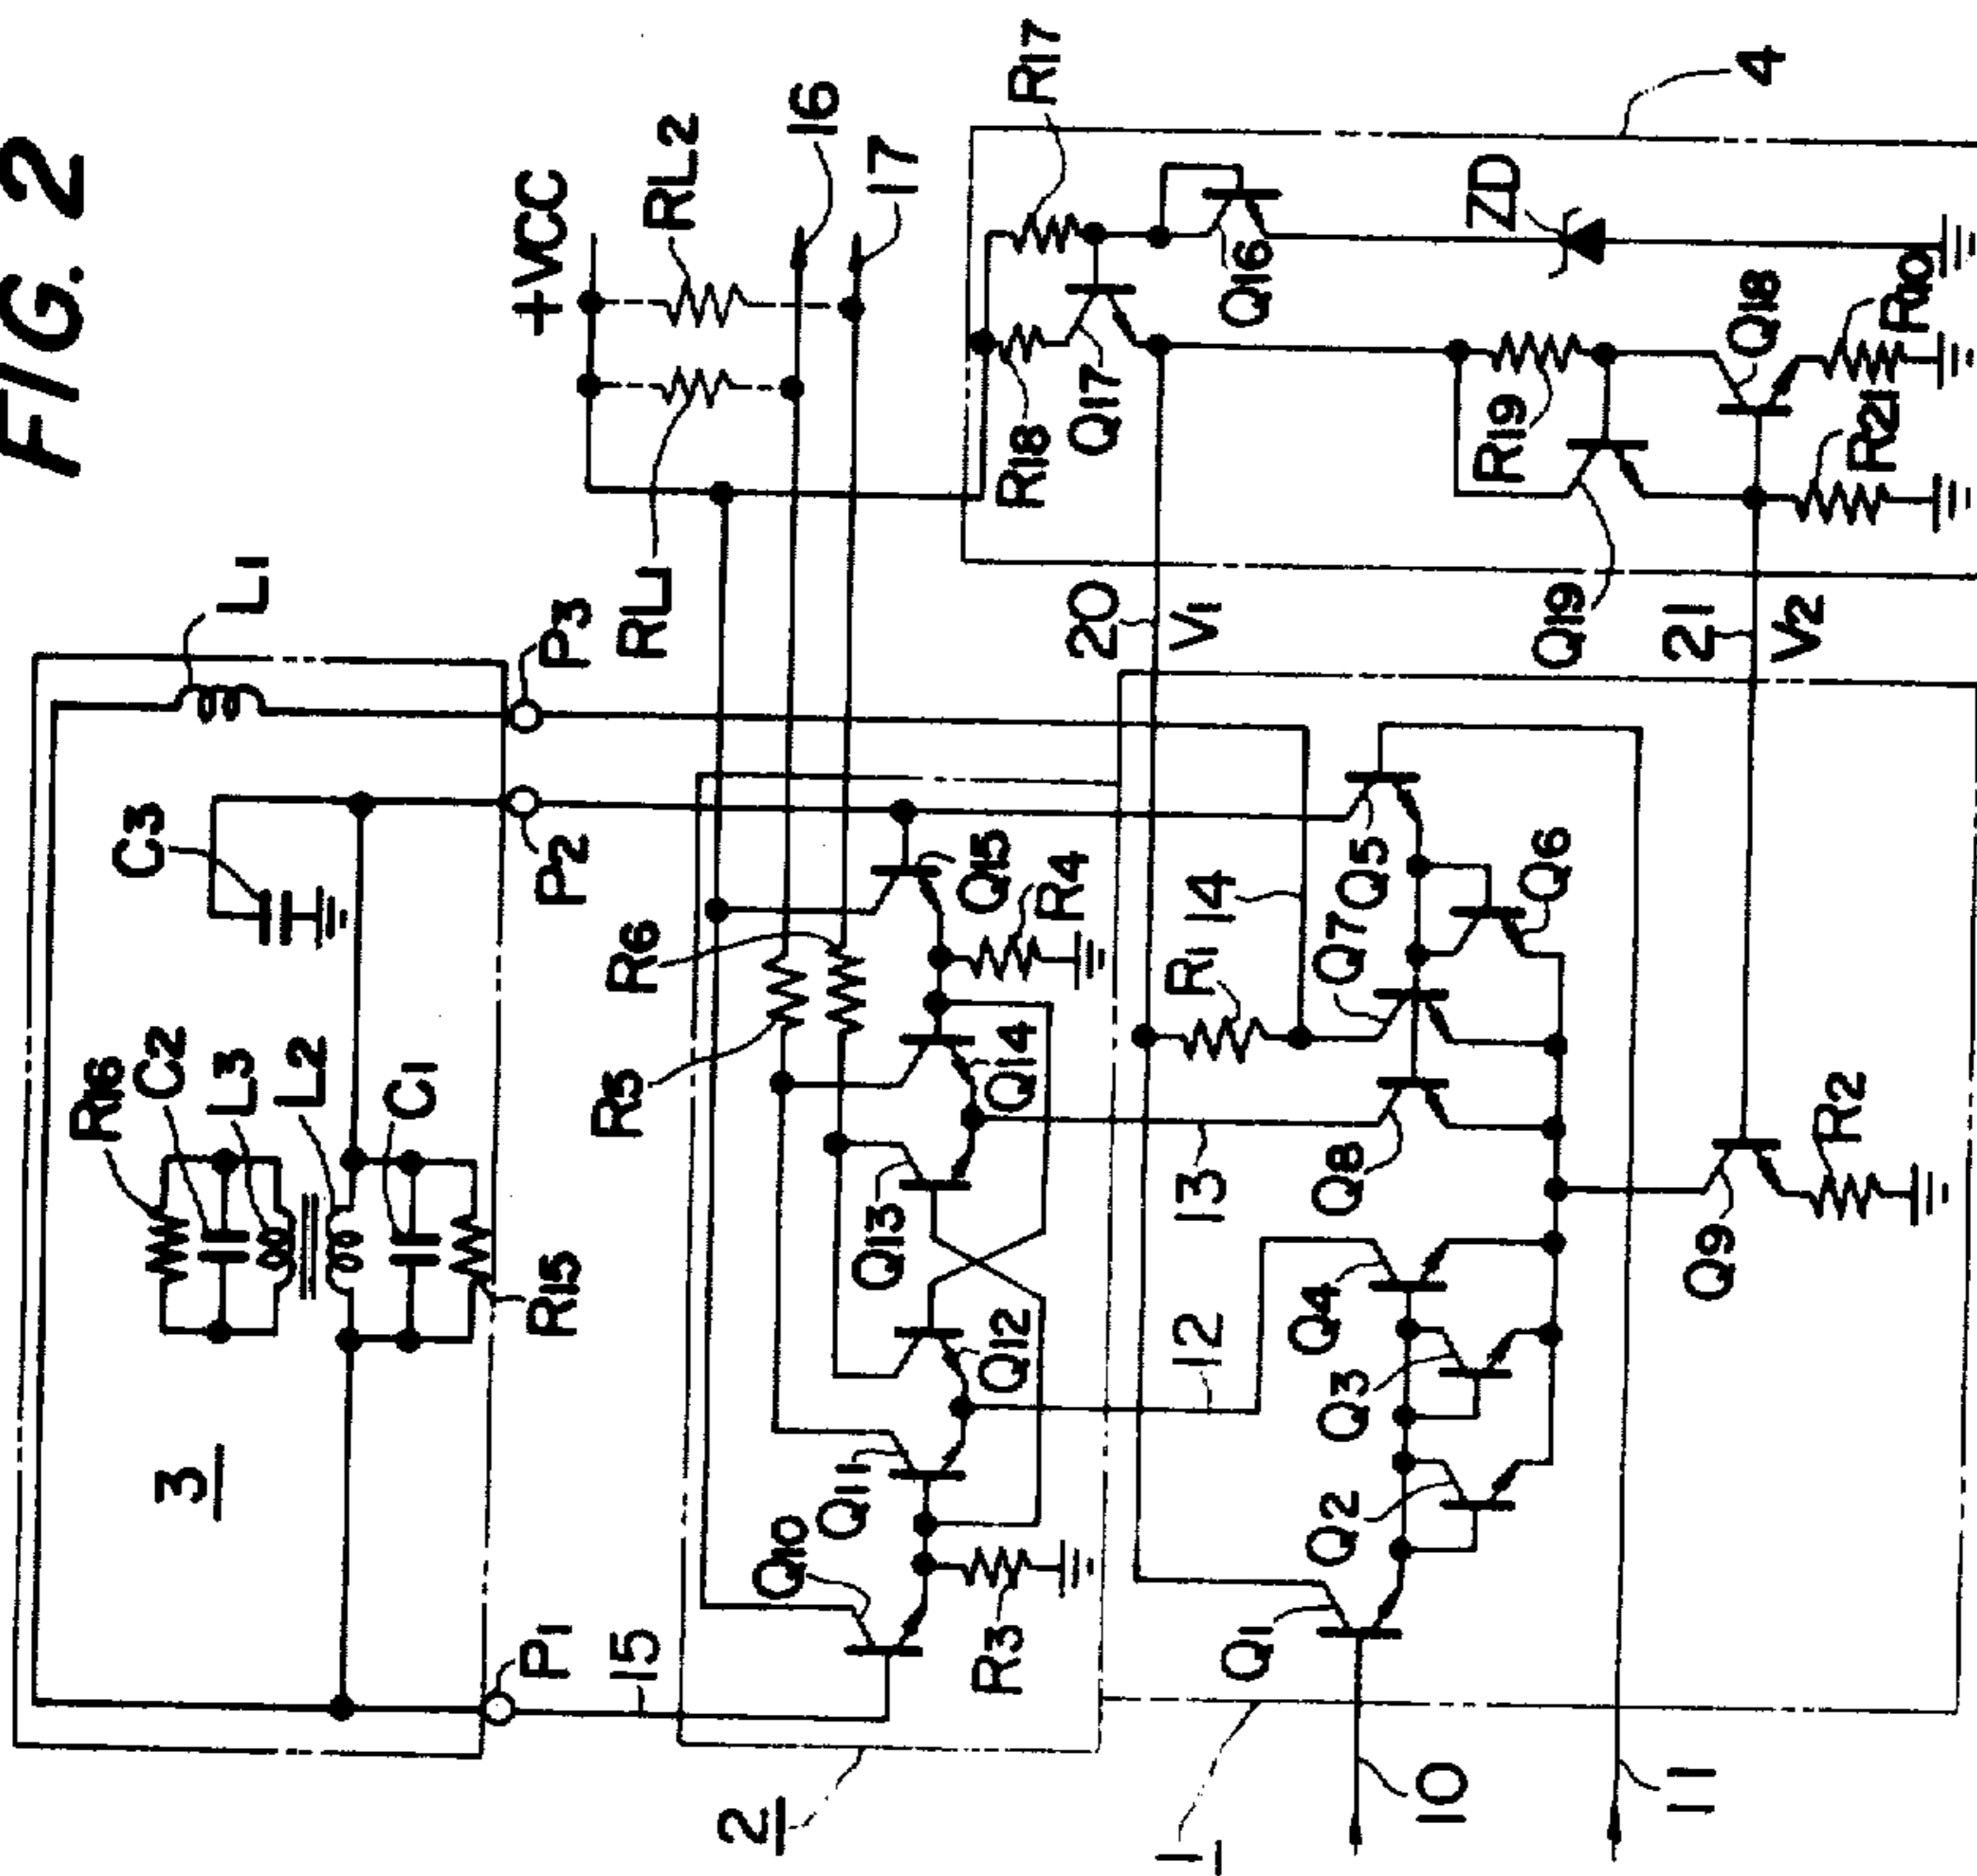 FIG. 2
L1
C3
R16
C2
L3
L2
C1
R15
3
P1
P2
P3
+VCC
RL2
RL1
16
17
R17
4
R6
R5
15
2
Q10
Q11
Q12
Q13
Q14
Q15
R3
R4
R18
Q17
Q16
ZD
20
V1
R19
Q19
Q18
R20
R21
21
V2
14
R1
13
12
Q1
Q2
Q3
Q4
Q5
Q6
Q7
Q8
Q9
R2
10
11
1